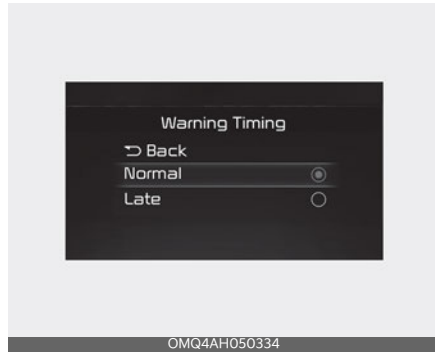 Warning Timing
Back
Normal
Late
OMQ4AH050334